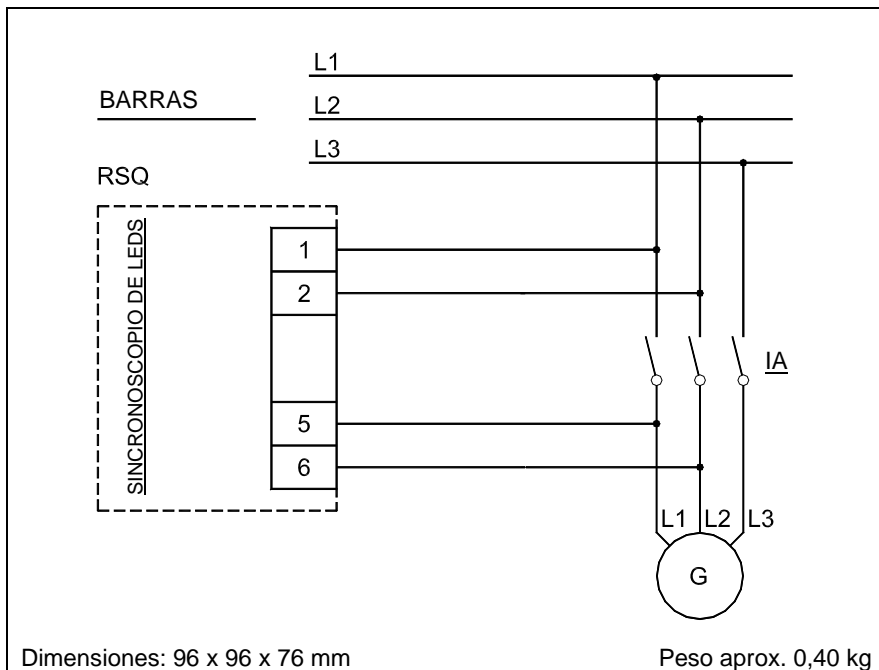 L1
BARRAS
L2
L3
RSQ
SINCRONOSCOPIO DE LEDS
1
2
IA
5
6
L1
L2
L3
G
Dimensiones: 96 x 96 x 76 mm
Peso aprox. 0,40 kg